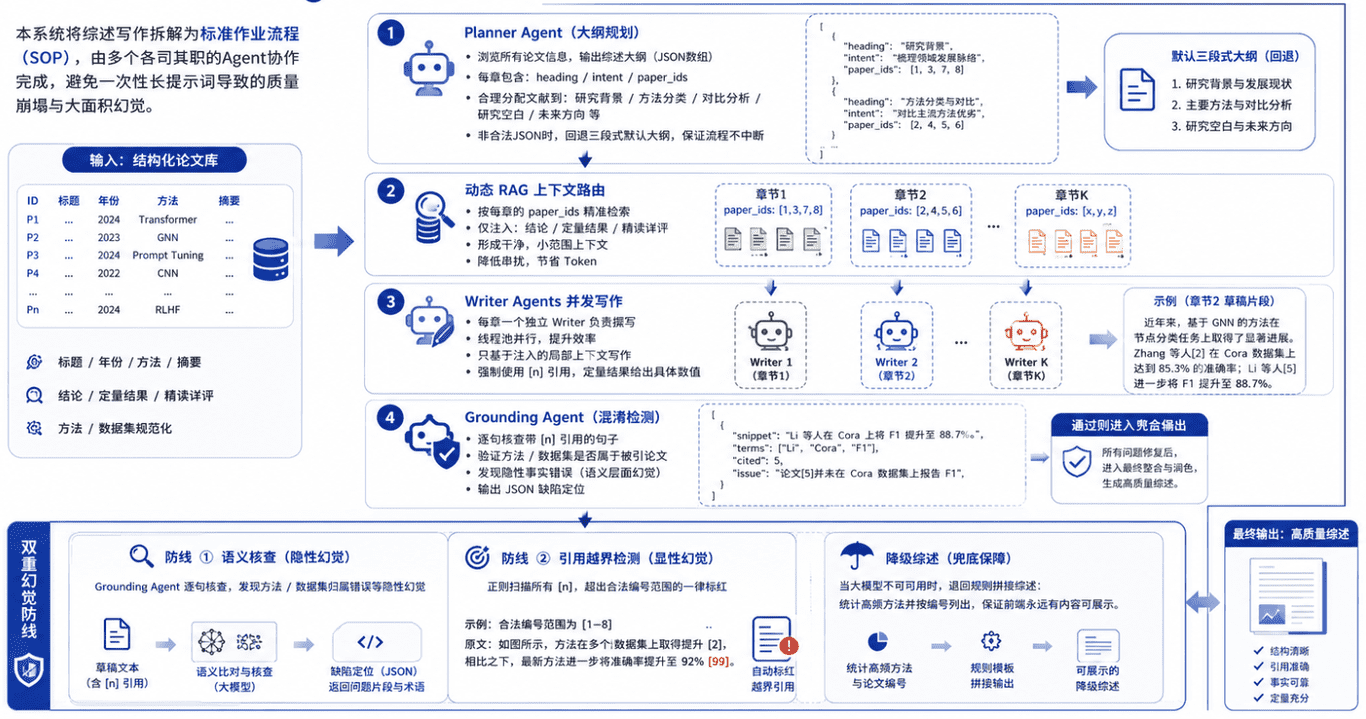 本系统将综述写作拆解为标准作业流程
（SOP），由多个各司其职的Agent协作
完成，避免一次性长提示词导致的质量
崩塌与大面积幻觉。
输入：结构化论文库
ID 标题 年份 方法 摘要
P1 ... 2024 Transformer ...
P2 ... 2023 GNN ...
P3 ... 2024 Prompt Tuning ...
P4 ... 2022 CNN ...
... ... ... ... ...
Pn ... 2024 RLHF ...
标题 / 年份 / 方法 / 摘要
结论 / 定量结果 / 精读详评
方法 / 数据集规范化
1
Planner Agent（大纲规划）
• 浏览所有论文信息，输出综述大纲（JSON数组）
• 每章包含：heading / intent / paper_ids
• 合理分配文献到：研究背景 / 方法分类 / 对比分析 /
研究空白 / 未来方向 等
• 非合法JSON时，回退三段式默认大纲，保证流程不中断
[
{
"heading": "研究背景",
"intent": "梳理领域发展脉络",
"paper_ids": [1, 3, 7, 8]
},
{
"heading": "方法分类与对比",
"intent": "对比主流方法优劣",
"paper_ids": [2, 4, 5, 6]
}
... ...
]
默认三段式大纲（回退）
1. 研究背景与发展现状
2. 主要方法与对比分析
3. 研究空白与未来方向
2
动态 RAG 上下文路由
• 按每章的 paper_ids 精准检索
• 仅注入：结论 / 定量结果 / 精读详评
• 形成干净，小范围上下文
• 降低串扰，节省 Token
章节1
paper_ids: [1,3,7,8]
章节2
paper_ids: [2,4,5,6]
...
章节K
paper_ids: [x,y,z]
3
Writer Agents 并发写作
• 每章一个独立 Writer 负责撰写
• 线程池并行，提升效率
• 只基于注入的局部上下文写作
• 强制使用 [n] 引用，定量结果给出具体数值
Writer 1
（章节1）
Writer 2
（章节2）
...
Writer K
（章节K）
示例（章节2 草稿片段）
近年来，基于 GNN 的方法在
节点分类任务上取得了显著进展。
Zhang 等人[2] 在 Cora 数据集上
达到 85.3% 的准确率；Li 等人[5]
进一步将 F1 提升至 88.7%。
4
Grounding Agent（混淆检测）
• 逐句核查带 [n] 引用的句子
• 验证方法 / 数据集是否属于被引论文
• 发现隐性事实错误（语义层面幻觉）
• 输出 JSON 缺陷定位
[
{
"snippet": "Li 等人在 Cora 上将 F1 提升至 88.7%。",
"terms": ["Li", "Cora", "F1"],
"cited": 5,
"issue": "论文[5]并未在 Cora 数据集上报告 F1",
}
]
通过则进入
所有问题修复后，
进入最终整合与润色，
生成高质量综述。
双重幻觉防线
防线 ① 语义核查（隐性幻觉）
Grounding Agent 逐句核查，发现方法 / 数据集归属错误等隐性幻觉
草稿文本
（含 [n] 引用）
语义比对与核查
（大模型）
</>
缺陷定位（JSON）
返回问题片段与术语
防线 ② 引用越界检测（显性幻觉）
正则扫描所有 [n]，超出合法编号范围的一律标红
示例：合法编号范围为 [1–8]
原文：如图所示，方法在多个数据集上取得提升 [2]，
相比之下，最新方法进一步将准确率提升至 92% [99]。
自动标红
越界引用
降级综述（兜底保障）
当大模型不可用时，退回规则拼接综述：
统计高频方法并按编号列出，保证前端永远有内容可展示。
统计高频方法
与论文编号
规则模板
拼接输出
可展示的
降级综述
最终输出：高质量综述
✓ 结构清晰
✓ 引用准确
✓ 事实可靠
✓ 定量充分